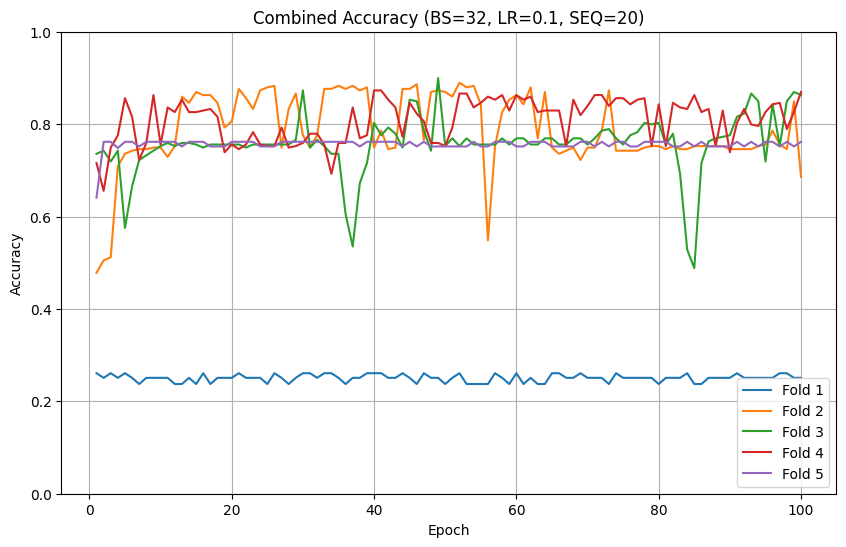 Combined Accuracy (BS=32, LR=0.1, SEQ=20)
1.0
0.8
0.6
0.4
0.2
0.0
Accuracy
0 20 40 60 80 100
Epoch
Fold 1
Fold 2
Fold 3
Fold 4
Fold 5